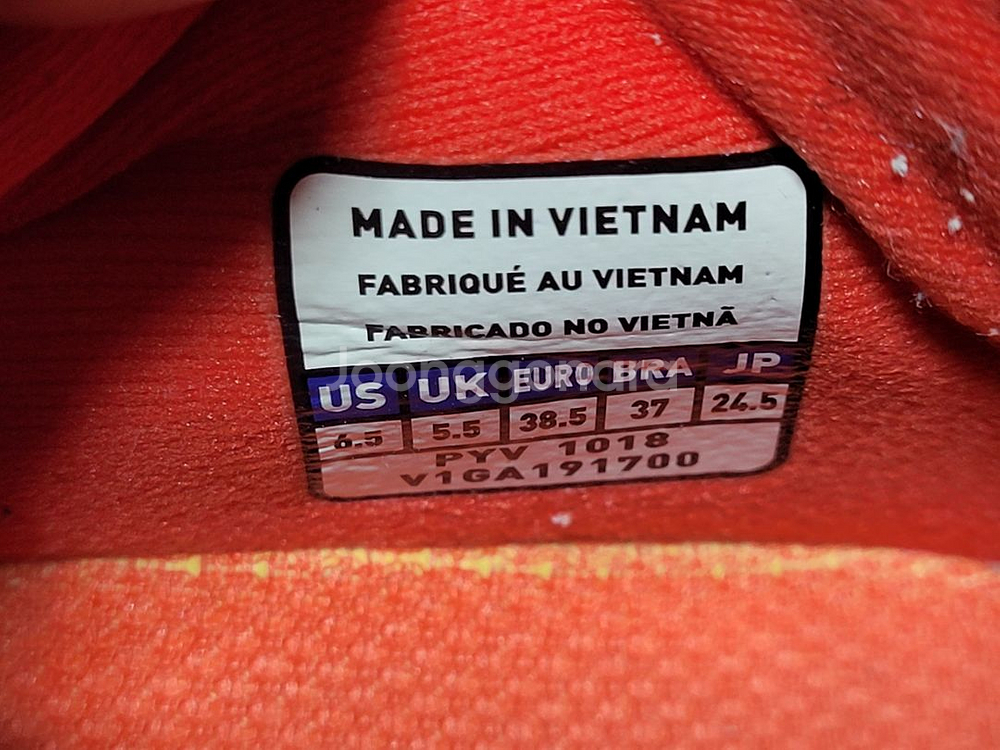 MADE IN VIETNAM
FABRIQUÉ AU VIETNAM
FABRICADO NO VIETNÃ
Joonggonara
US UK EURO BRA JP
6.5 5.5 38.5 37 24.5
PYV 1018
V1GA191700